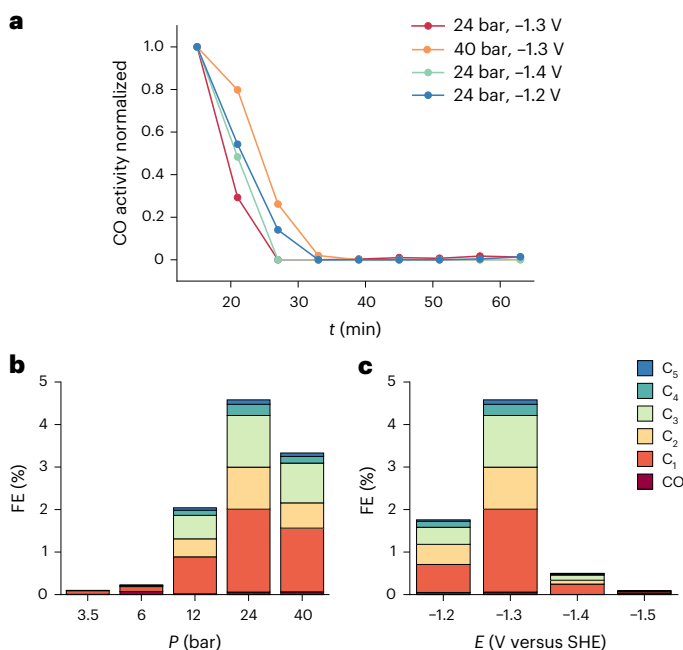 a
24 bar, –1.3 V
40 bar, –1.3 V
24 bar, –1.4 V
24 bar, –1.2 V
CO activity normalized
1.0
0.8
0.6
0.4
0.2
0
20 30 40 50 60
t (min)
b
FE (%)
5
4
3
2
1
0
3.5 6 12 24 40
P (bar)
c
FE (%)
5
4
3
2
1
0
–1.2 –1.3 –1.4 –1.5
E (V versus SHE)
C₅
C₄
C₃
C₂
C₁
CO